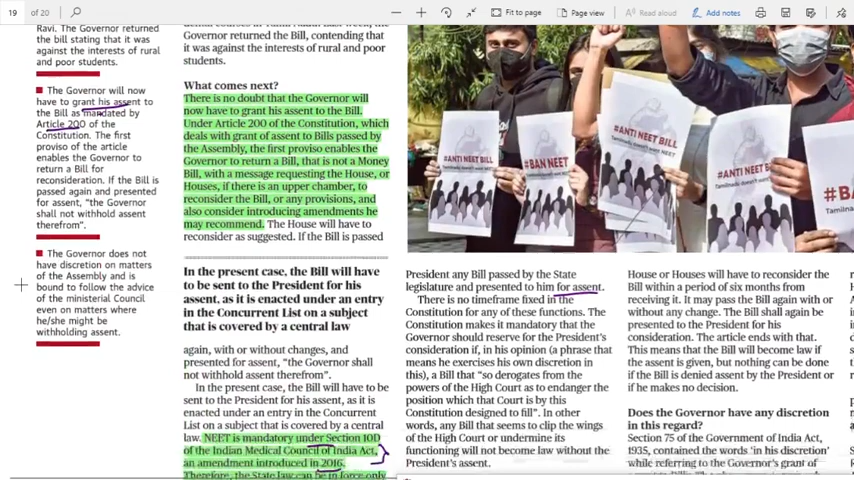 19 of 20
Fit to page
Page view
Read aloud
Add notes
Ravi. The Governor returned
the bill stating that it was
against the interests of rural
and poor students.
The Governor will now
have to grant his assent to
the Bill as mandated by
Article 200 of the
Constitution. The first
proviso of the article
enables the Governor to
return a Bill for
reconsideration. If the Bill is
passed again and presented
for assent, “the Governor
shall not withhold assent
therefrom”.
The Governor does not
have discretion on matters
of the Assembly and is
bound to follow the advice
of the ministerial Council
even on matters where
he/she might be
withholding assent.
Governor returned the Bill, contending that
it was against the interests of rural and poor
students.
What comes next?
There is no doubt that the Governor will
now have to grant his assent to the Bill.
Under Article 200 of the Constitution, which
deals with grant of assent to Bills passed by
the Assembly, the first proviso enables the
Governor to return a Bill, that is not a Money
Bill, with a message requesting the House, or
Houses, if there is an upper chamber, to
reconsider the Bill, or any provisions, and
also consider introducing amendments he
may recommend. The House will have to
reconsider as suggested. If the Bill is passed
In the present case, the Bill will have
to be sent to the President for his
assent, as it is enacted under an entry
in the Concurrent List on a subject
that is covered by a central law
again, with or without changes, and
presented for assent, “the Governor shall
not withhold assent therefrom”.
In the present case, the Bill will have to be
sent to the President for his assent, as it is
enacted under an entry in the Concurrent
List on a subject that is covered by a central
law. NEET is mandatory under Section 10D
of the Indian Medical Council of India Act,
an amendment introduced in 2016.
Therefore, the State law can be in force only
#ANTI NEET BILL
#BAN NEET
#ANTI NEET BILL
#ANTI NEET BILL
President any Bill passed by the State
legislature and presented to him for assent.
There is no timeframe fixed in the
Constitution for any of these functions. The
Constitution makes it mandatory that the
Governor should reserve for the President’s
consideration if, in his opinion (a phrase that
means he exercises his own discretion in
this), a Bill that “so derogates from the
powers of the High Court as to endanger the
position which that Court is by this
Constitution designed to fill”. In other
words, any Bill that seems to clip the wings
of the High Court or undermine its
functioning will not become law without the
President’s assent.
House or Houses will have to reconsider the
Bill within a period of six months from
receiving it. It may pass the Bill again with or
without any change. The Bill shall again be
presented to the President for his
consideration. The article ends with that.
This means that the Bill will become law if
the assent is given, but nothing can be done
if the Bill is denied assent by the President or
if he makes no decision.
Does the Governor have any discretion
in this regard?
Section 75 of the Government of India Act,
1935, contained the words ‘in his discretion’
while referring to the Governor’s grant of